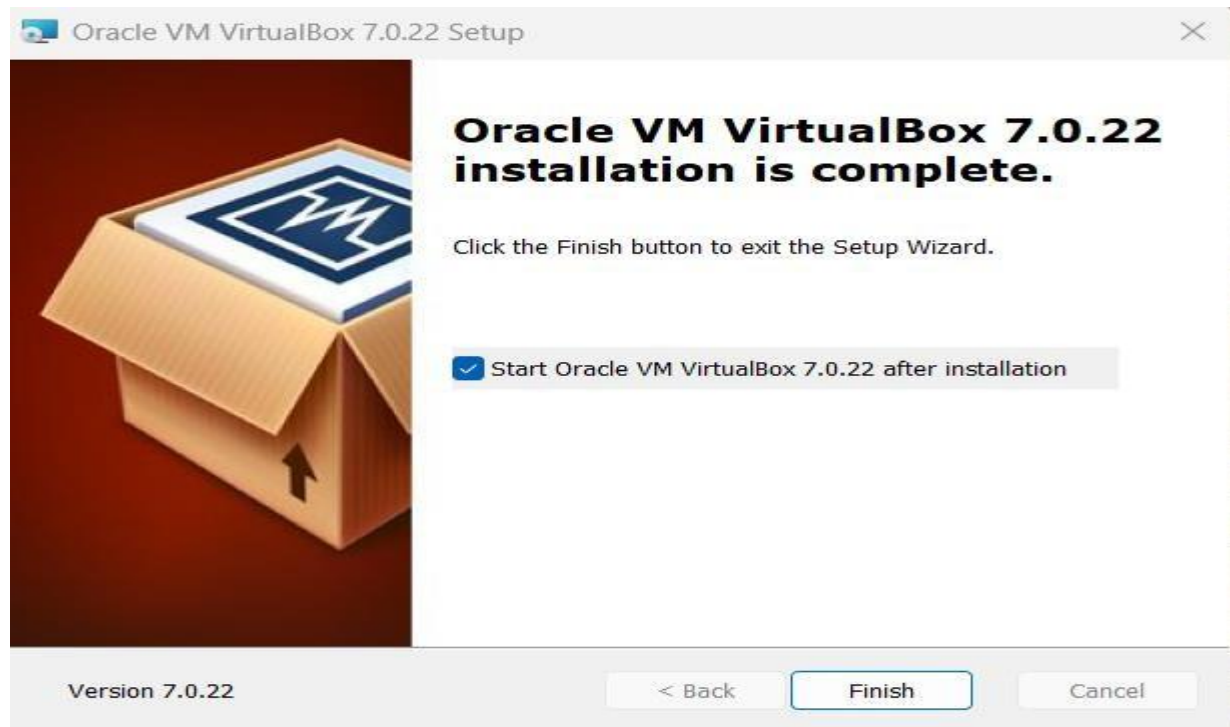 Oracle VM VirtualBox 7.0.22 Setup
Oracle VM VirtualBox 7.0.22
installation is complete.
Click the Finish button to exit the Setup Wizard.
Start Oracle VM VirtualBox 7.0.22 after installation
Version 7.0.22
< Back
Finish
Cancel